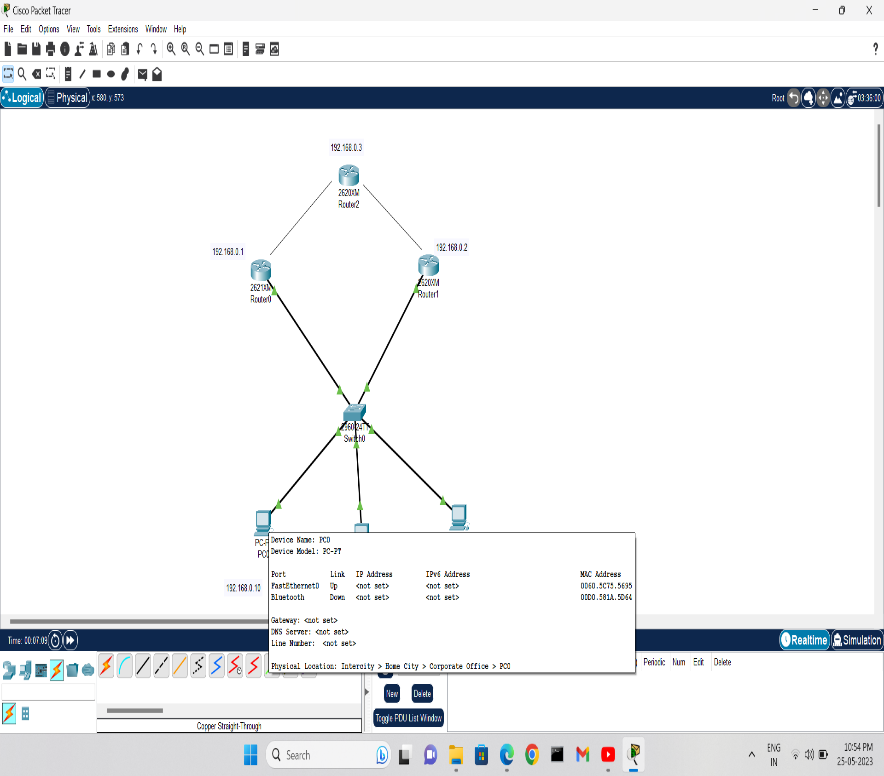 Cisco Packet Tracer
File Edit Options View Tools Extensions Window Help
?
Logical Physical x: 580 y: 573
Root 03:36:00
192.168.0.3
2620XM
Router2
192.168.0.1
192.168.0.2
2621XM
Router0
2620XM
Router1
2960-24TT
Switch0
PC-P
PC0
192.168.0.10
Device Name: PC0
Device Model: PC-PT
Port Link IP Address IPv6 Address MAC Address
FastEthernet0 Up <not set> <not set> 0060.5C75.5695
Bluetooth Down <not set> <not set> 00D0.581A.5D64
Gateway: <not set>
DNS Server: <not set>
Line Number: <not set>
Physical Location: Intercity > Home City > Corporate Office > PC0
Time: 00:07:09
Realtime Simulation
Periodic Num Edit Delete
New Delete
Toggle PDU List Window
Copper Straight-Through
Search
ENG
IN
10:54 PM
25-05-2023